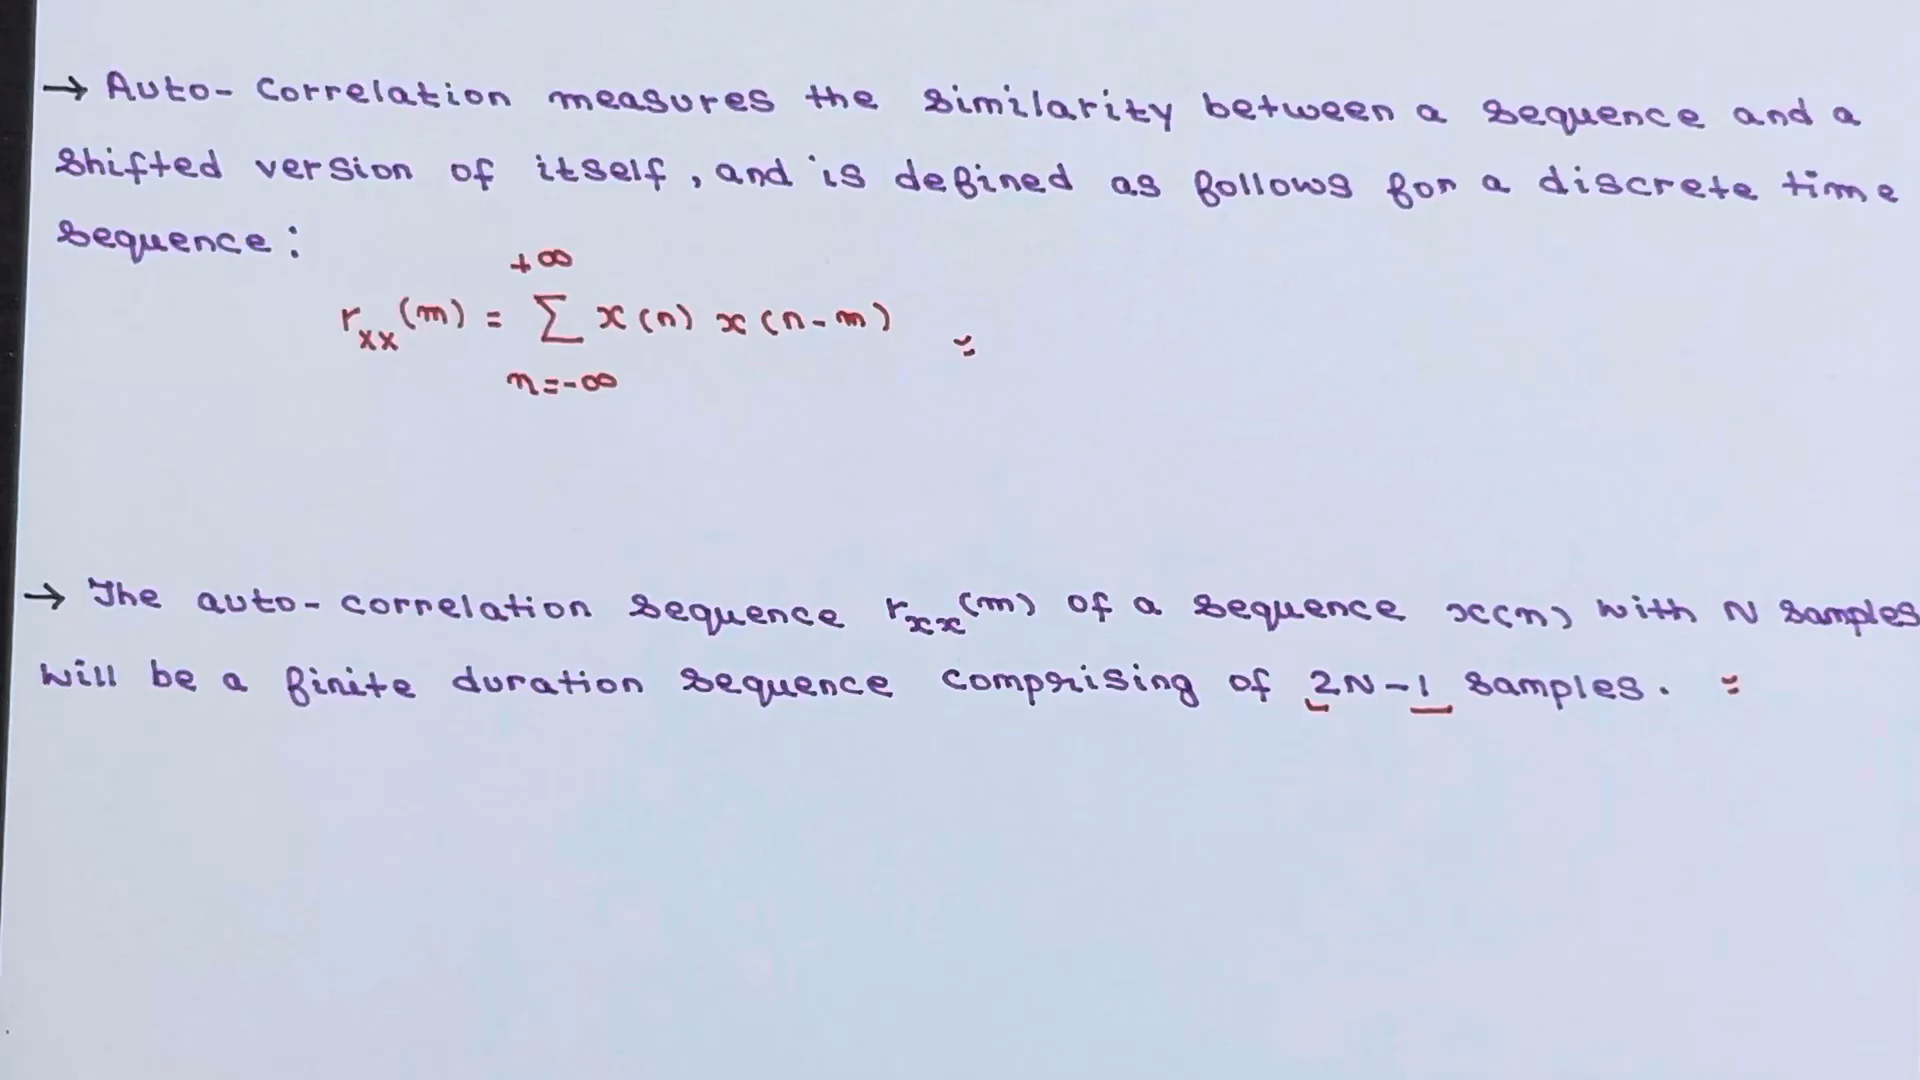 → Auto-Correlation measures the similarity between a sequence and a
shifted version of itself, and is defined as follows for a discrete time
sequence:
+∞
r_xx(m) = ∑ x(n) x(n-m)
n=-∞
→ The auto-correlation sequence r_xx(m) of a sequence x(n) with N samples
will be a finite duration sequence comprising of 2N-1 samples.